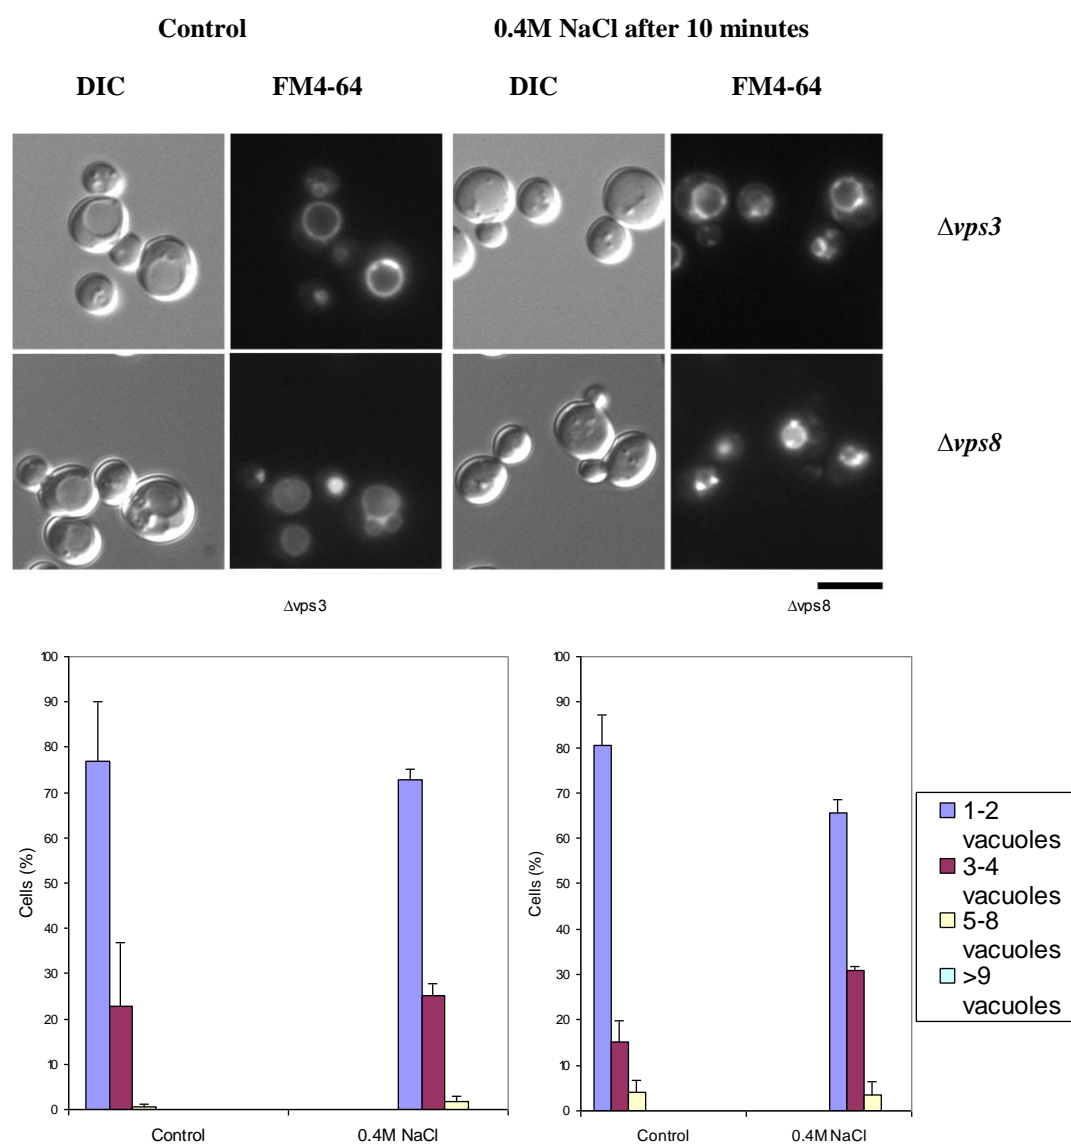 Control 0.4M NaCl after 10 minutes
DIC FM4-64 DIC FM4-64
Δvps3
Δvps8
Δvps3 Δvps8
100
90
80
70
60
50
40
30
20
10
0
Cells (%)
Control 0.4M NaCl
100
90
80
70
60
50
40
30
20
10
0
Cells (%)
Control 0.4M NaCl
1-2
vacuoles
3-4
vacuoles
5-8
vacuoles
>9
vacuoles